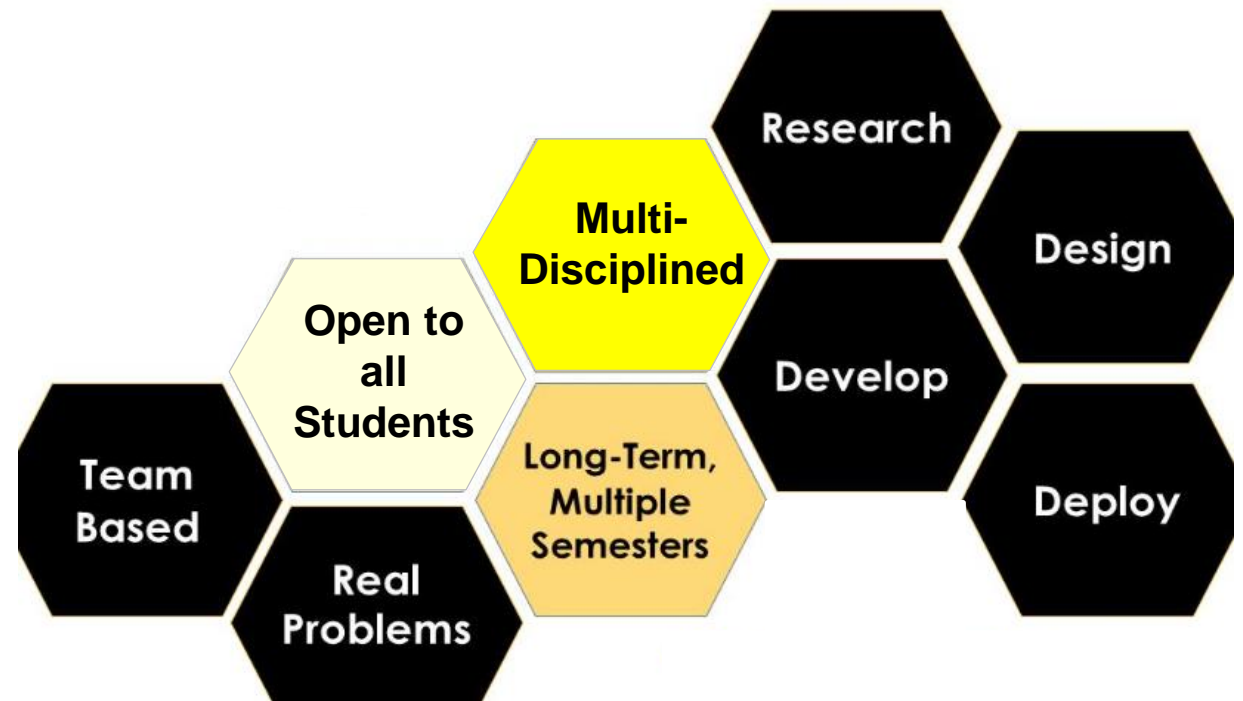 Research
Multi-
Disciplined
Design
Open to
all
Students
Develop
Team
Based
Long-Term,
Multiple
Semesters
Deploy
Real
Problems